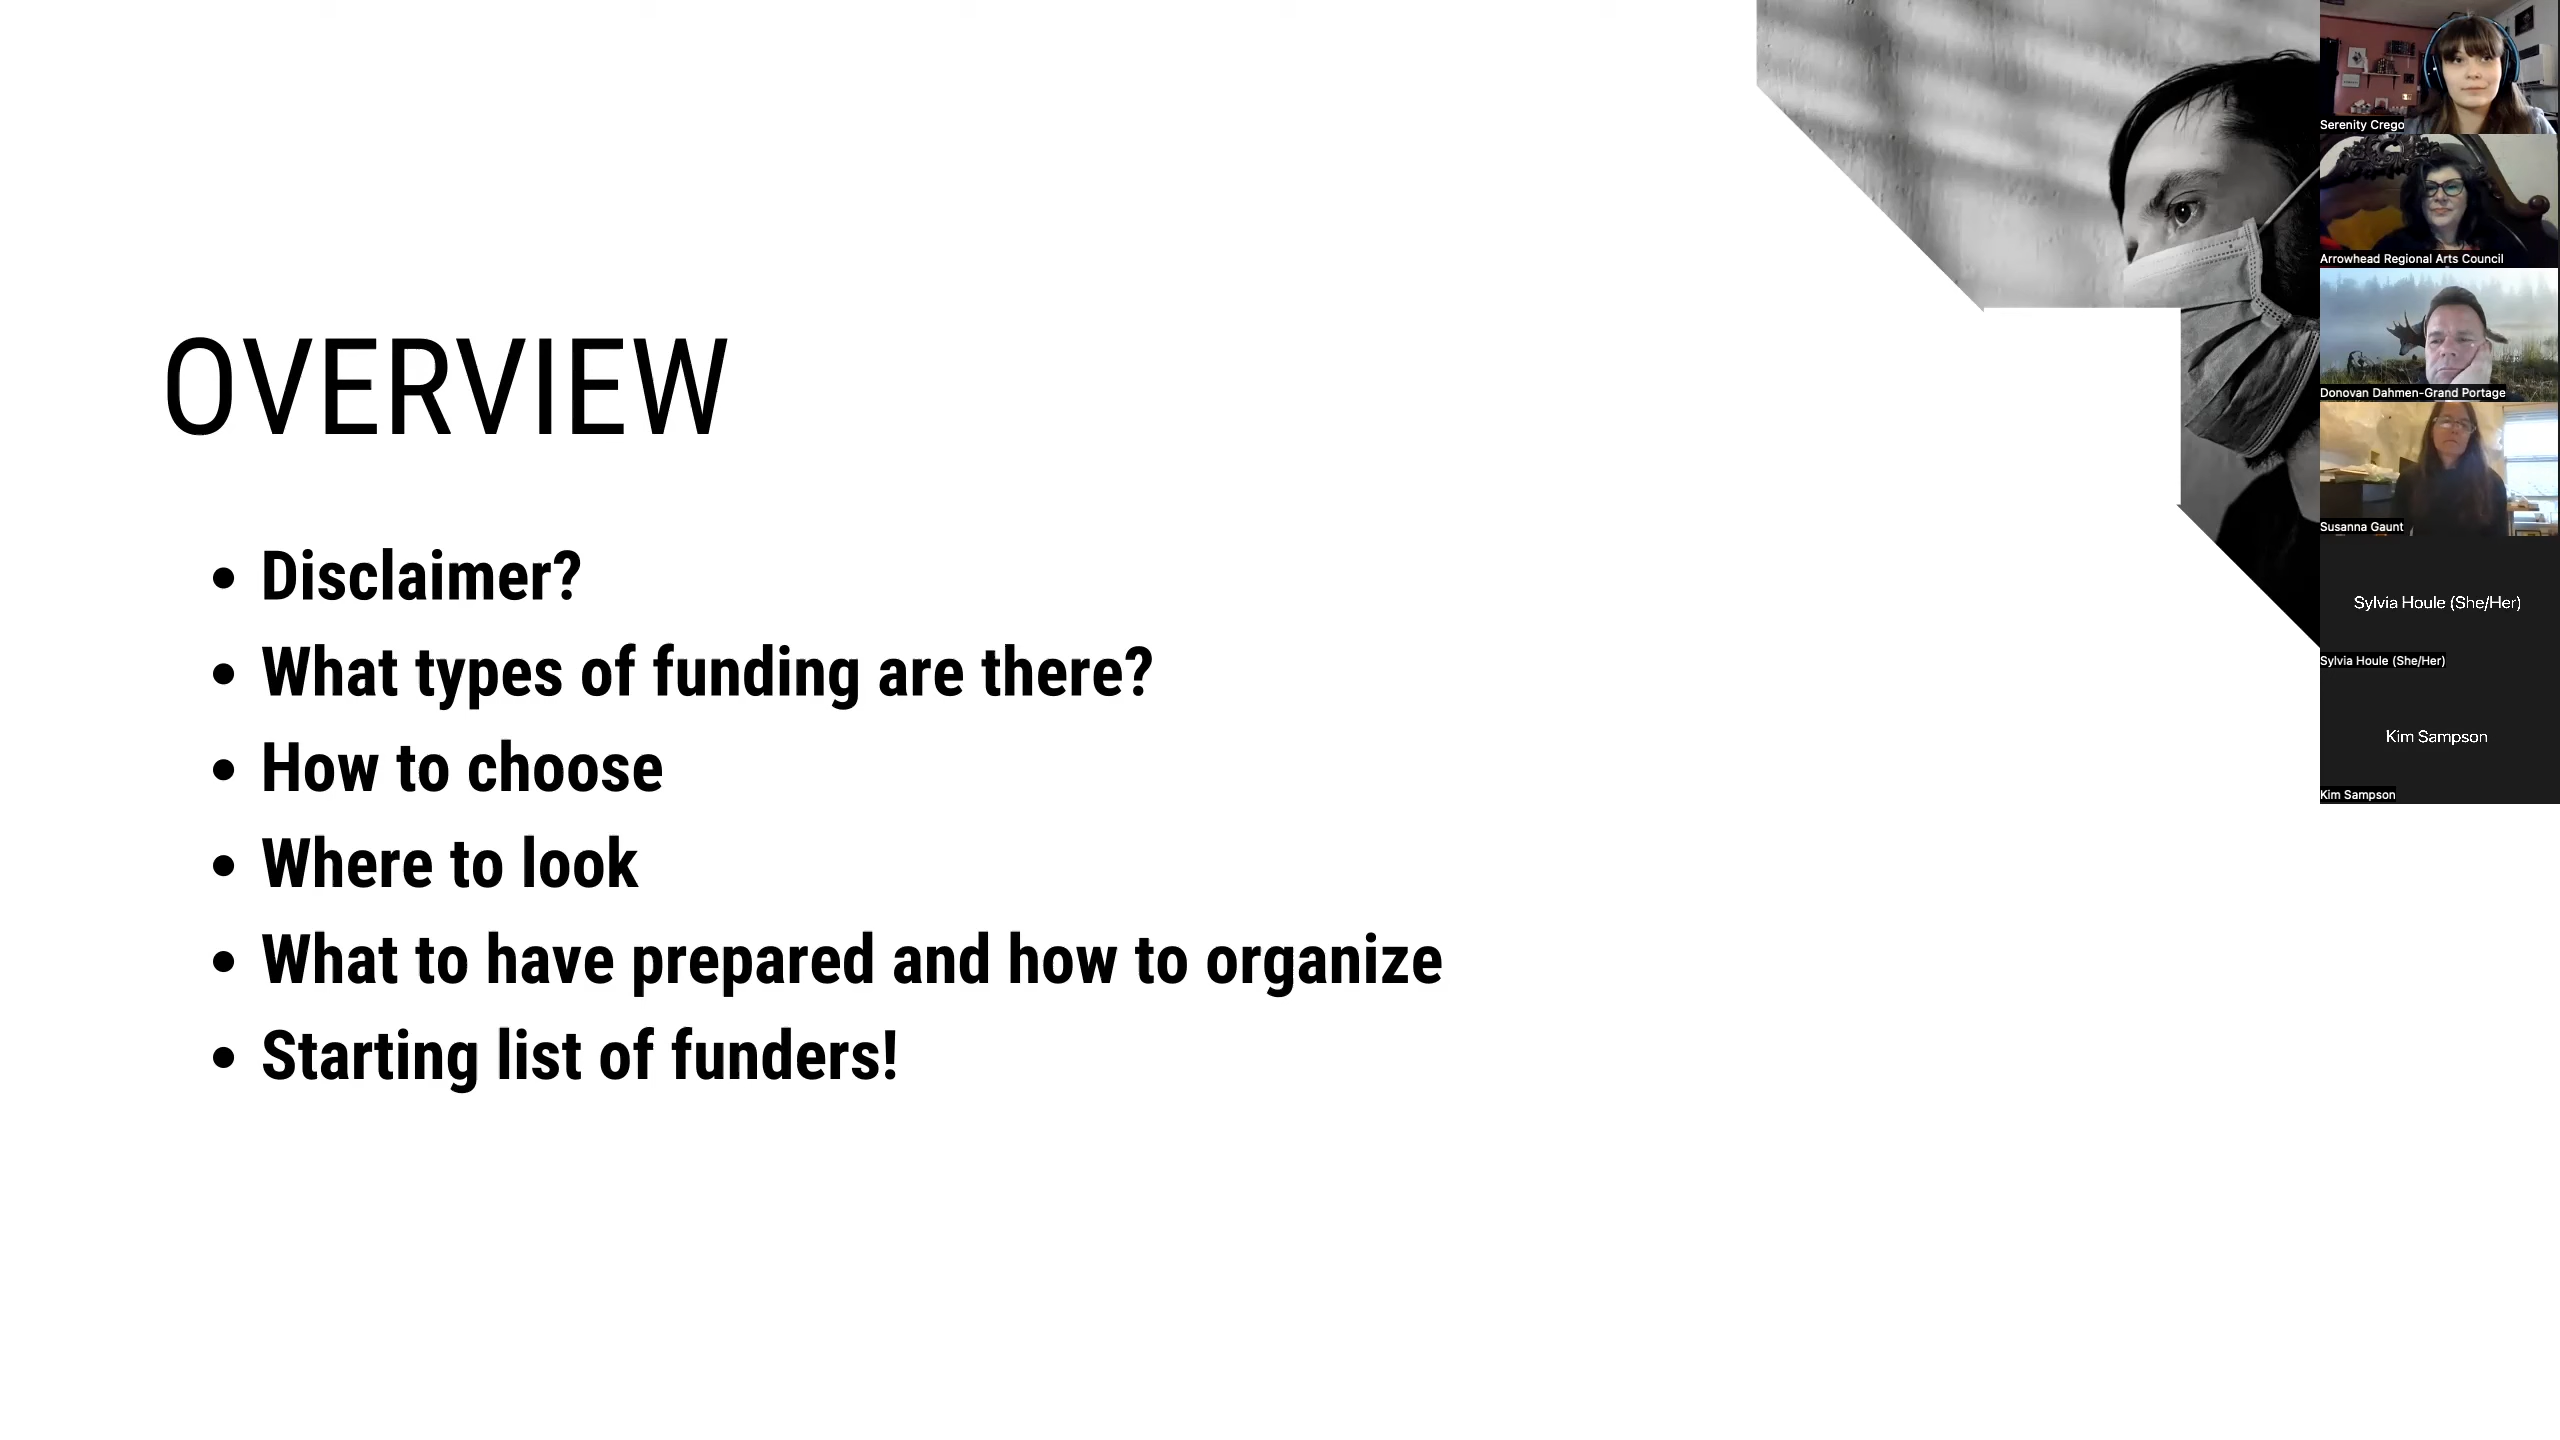 OVERVIEW
Disclaimer?
What types of funding are there?
How to choose
Where to look
What to have prepared and how to organize
Starting list of funders!
Serenity Crego
Arrowhead Regional Arts Council
Donovan Dahmen-Grand Portage
Susanna Gaunt
Sylvia Houle (She/Her)
Sylvia Houle (She/Her)
Kim Sampson
Kim Sampson